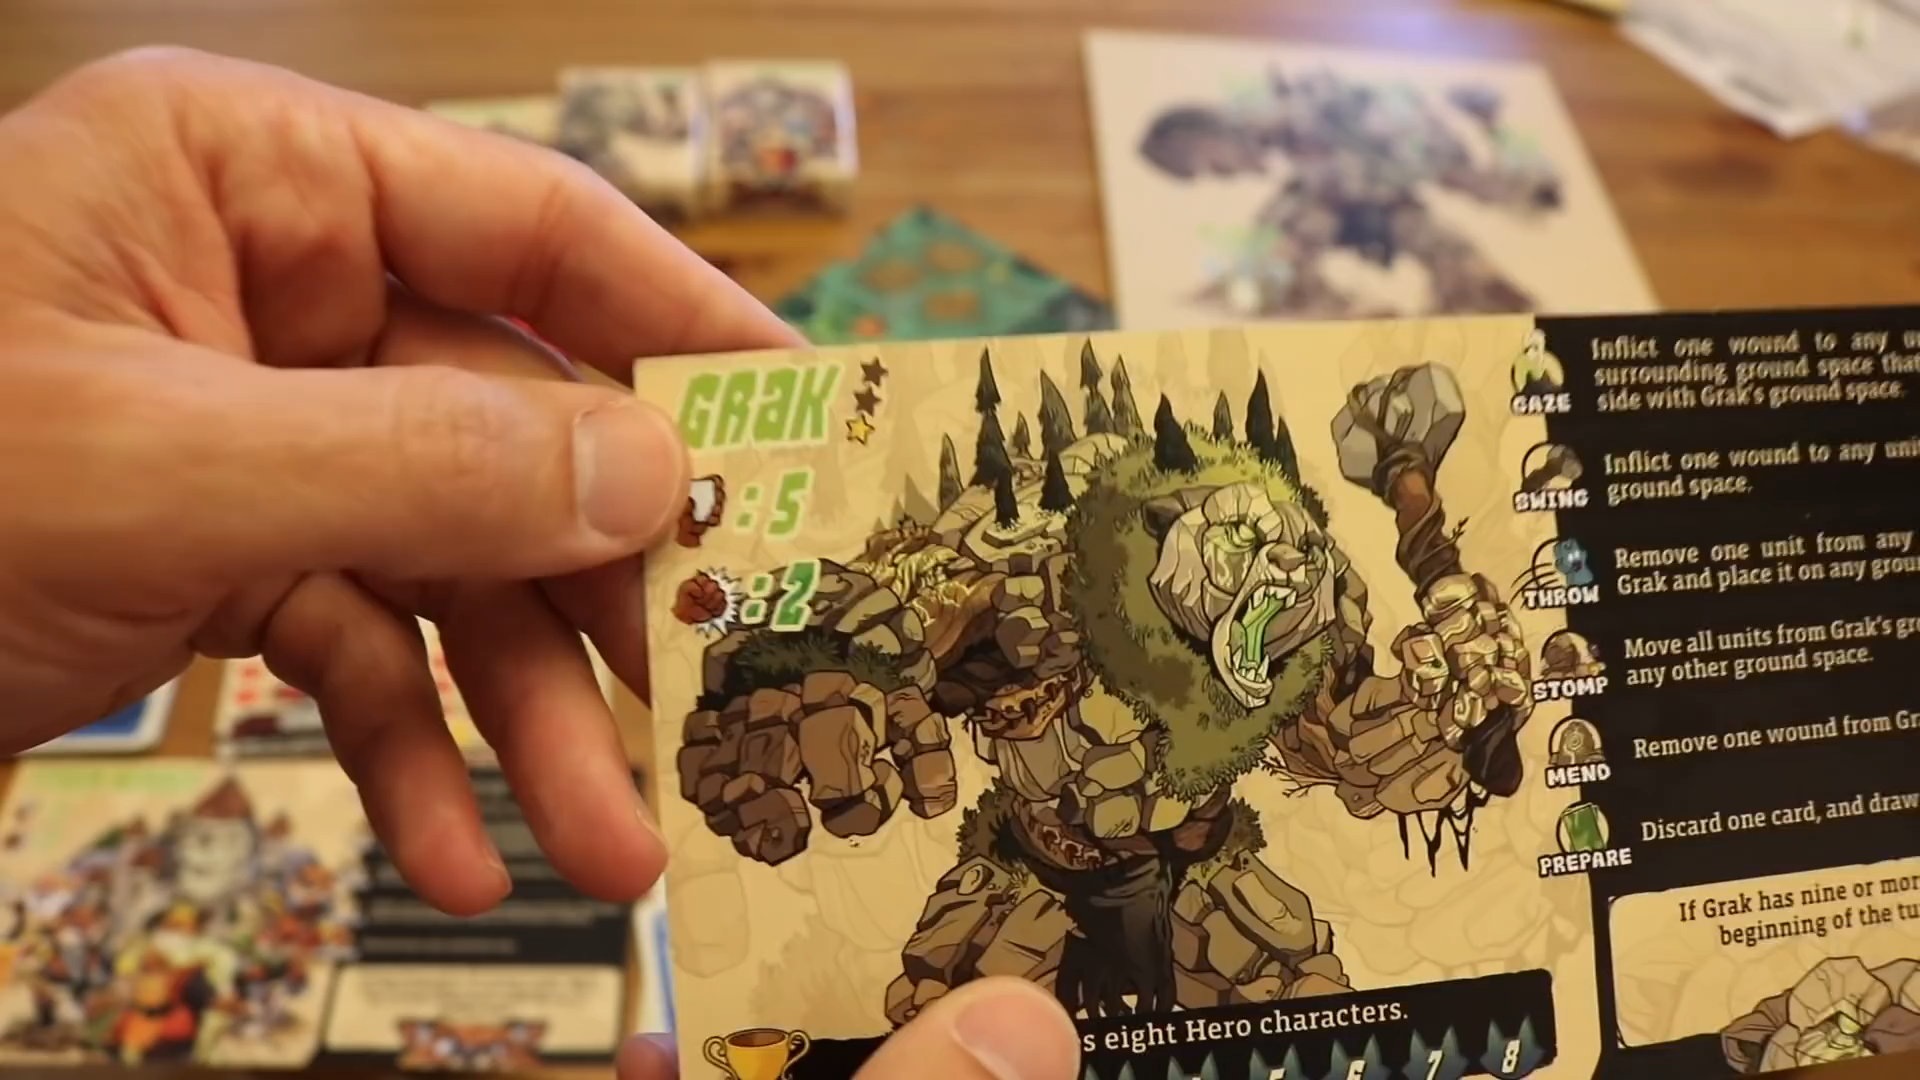 GRAK
: 5
: 2
GAZE
Inflict one wound to any
surrounding ground space that
side with Grak's ground space.
SWING
Inflict one wound to any
ground space.
THROW
Remove one unit from any
Grak and place it on any
STOMP
Move all units from Grak's
any other ground space.
MEND
Remove one wound from
PREPARE
Discard one card, and draw
If Grak has nine or
beginning of the
eight Hero characters.
6 7 8